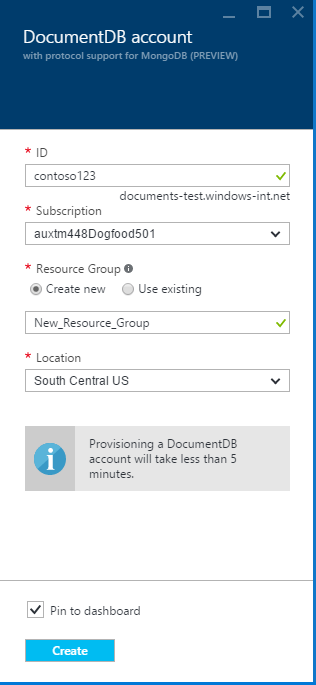 DocumentDB account
with protocol support for MongoDB (PREVIEW)
* ID
contoso123
documents-test.windows-int.net
* Subscription
auxtm448Dogfood501
* Resource Group
Create new Use existing
New_Resource_Group
* Location
South Central US
Provisioning a DocumentDB
account will take less than 5
minutes.
Pin to dashboard
Create